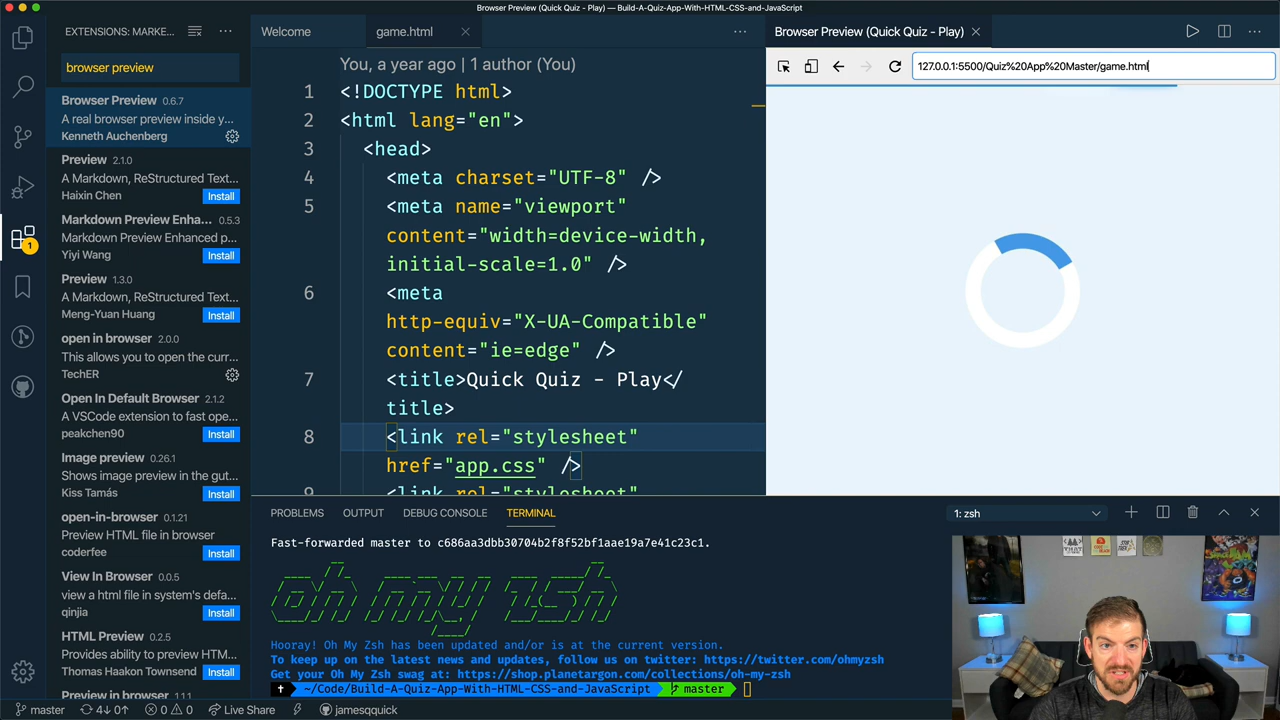 Browser Preview (Quick Quiz - Play) — Build-A-Quiz-App-With-HTML-CSS-and-JavaScript
EXTENSIONS: MARKE...
browser preview
Browser Preview 0.6.7
A real browser preview inside y...
Kenneth Auchenberg
Preview 2.1.0
A Markdown, ReStructured Text...
Haixin Chen
Install
Markdown Preview Enha... 0.5.3
Markdown Preview Enhanced p...
Yiyi Wang
Install
Preview 1.3.0
A Markdown, ReStructured Text...
Meng-Yuan Huang
Install
open in browser 2.0.0
This allows you to open the curr...
TechER
Open In Default Browser 2.1.2
A VSCode extension to fast ope...
peakchen90
Install
Image preview 0.26.1
Shows image preview in the gut...
Kiss Tamás
Install
open-in-browser 0.1.21
Preview HTML file in browser
coderfee
Install
View In Browser 0.0.5
view a html file in system's defa...
qinjia
Install
HTML Preview 0.2.5
Provides ability to preview HTM...
Thomas Haakon Townsend
Install
Preview in browser 1.1.1
1
Welcome
game.html
You, a year ago | 1 author (You)
1 <!DOCTYPE html>
2 <html lang="en">
3 <head>
4 <meta charset="UTF-8" />
5 <meta name="viewport"
content="width=device-width,
initial-scale=1.0" />
6 <meta
http-equiv="X-UA-Compatible"
content="ie=edge" />
7 <title>Quick Quiz - Play</
title>
8 <link rel="stylesheet"
href="app.css" />
9 <link rel="stylesheet"
Browser Preview (Quick Quiz - Play)
127.0.0.1:5500/Quiz%20App%20Master/game.html
PROBLEMS OUTPUT DEBUG CONSOLE TERMINAL
1: zsh
Fast-forwarded master to c686aa3dbb30704b2f8f52bf1aae19a7e41c23c1.
oh my zsh
Hooray! Oh My Zsh has been updated and/or is at the current version.
To keep up on the latest news and updates, follow us on twitter: https://twitter.com/ohmyzsh
Get your Oh My Zsh swag at: https://shop.planetargon.com/collections/oh-my-zsh
~/Code/Build-A-Quiz-App-With-HTML-CSS-and-JavaScript master
master 4↓ 0↑ 0 0 Live Share jamesqquick